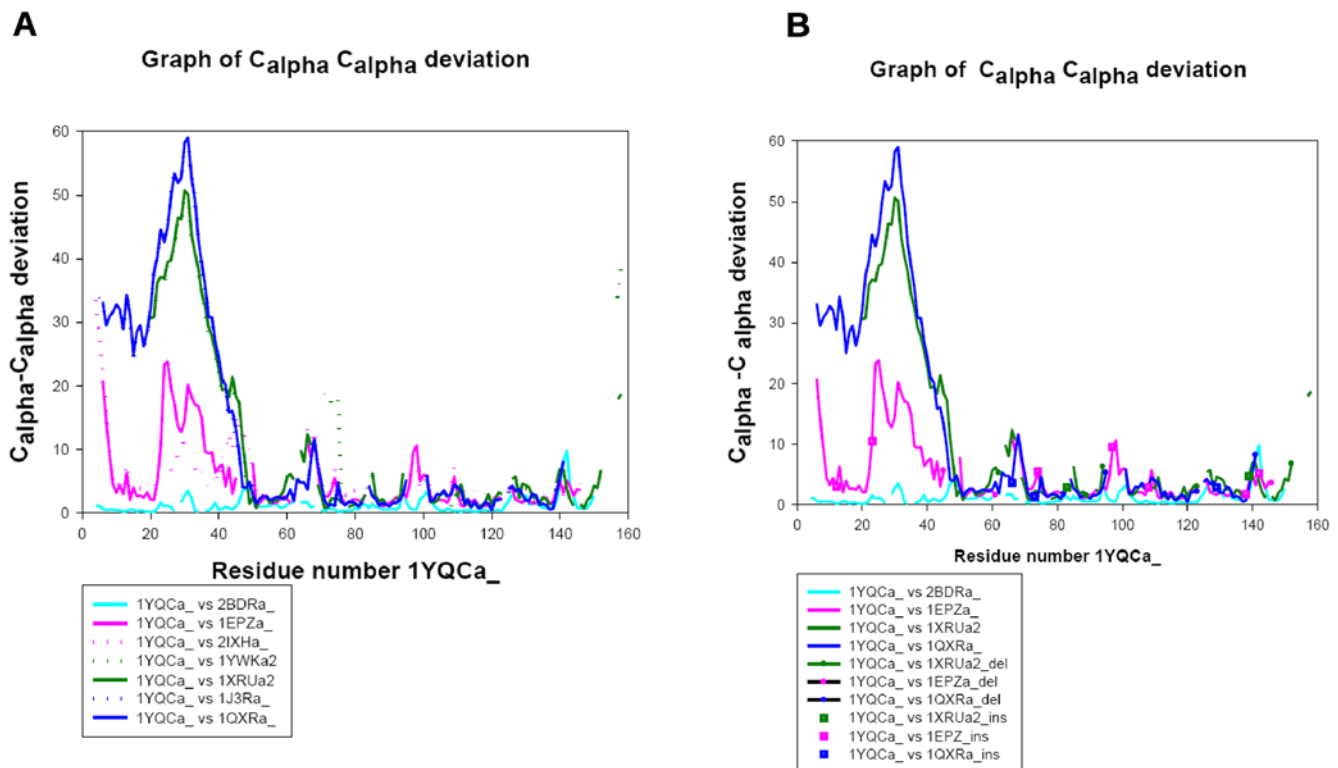 A
Graph of Calpha Calpha deviation
Calpha-Calpha deviation
60
50
40
30
20
10
0
0 20 40 60 80 100 120 140 160
Residue number 1YQCa_
1YQCa_ vs 2BDRa_
1YQCa_ vs 1EPZa_
1YQCa_ vs 2IXHa_
1YQCa_ vs 1YWKa2
1YQCa_ vs 1XRUa2
1YQCa_ vs 1J3Ra_
1YQCa_ vs 1QXRa_
B
Graph of Calpha Calpha deviation
Calpha -C alpha deviation
60
50
40
30
20
10
0
0 20 40 60 80 100 120 140 160
Residue number 1YQCa_
1YQCa_ vs 2BDRa_
1YQCa_ vs 1EPZa_
1YQCa_ vs 1XRUa2
1YQCa_ vs 1QXRa_
1YQCa_ vs 1XRUa2_del
1YQCa_ vs 1EPZa_del
1YQCa_ vs 1QXRa_del
1YQCa_ vs 1XRUa2_ins
1YQCa_ vs 1EPZ_ins
1YQCa_ vs 1QXRa_ins